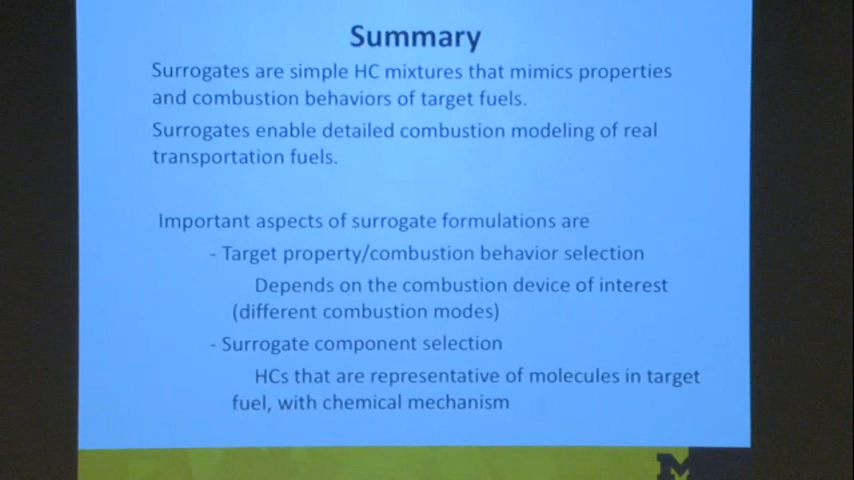 Summary
Surrogates are simple HC mixtures that mimics properties
and combustion behaviors of target fuels.
Surrogates enable detailed combustion modeling of real
transportation fuels.
Important aspects of surrogate formulations are
- Target property/combustion behavior selection
Depends on the combustion device of interest
(different combustion modes)
- Surrogate component selection
HCs that are representative of molecules in target
fuel, with chemical mechanism
M